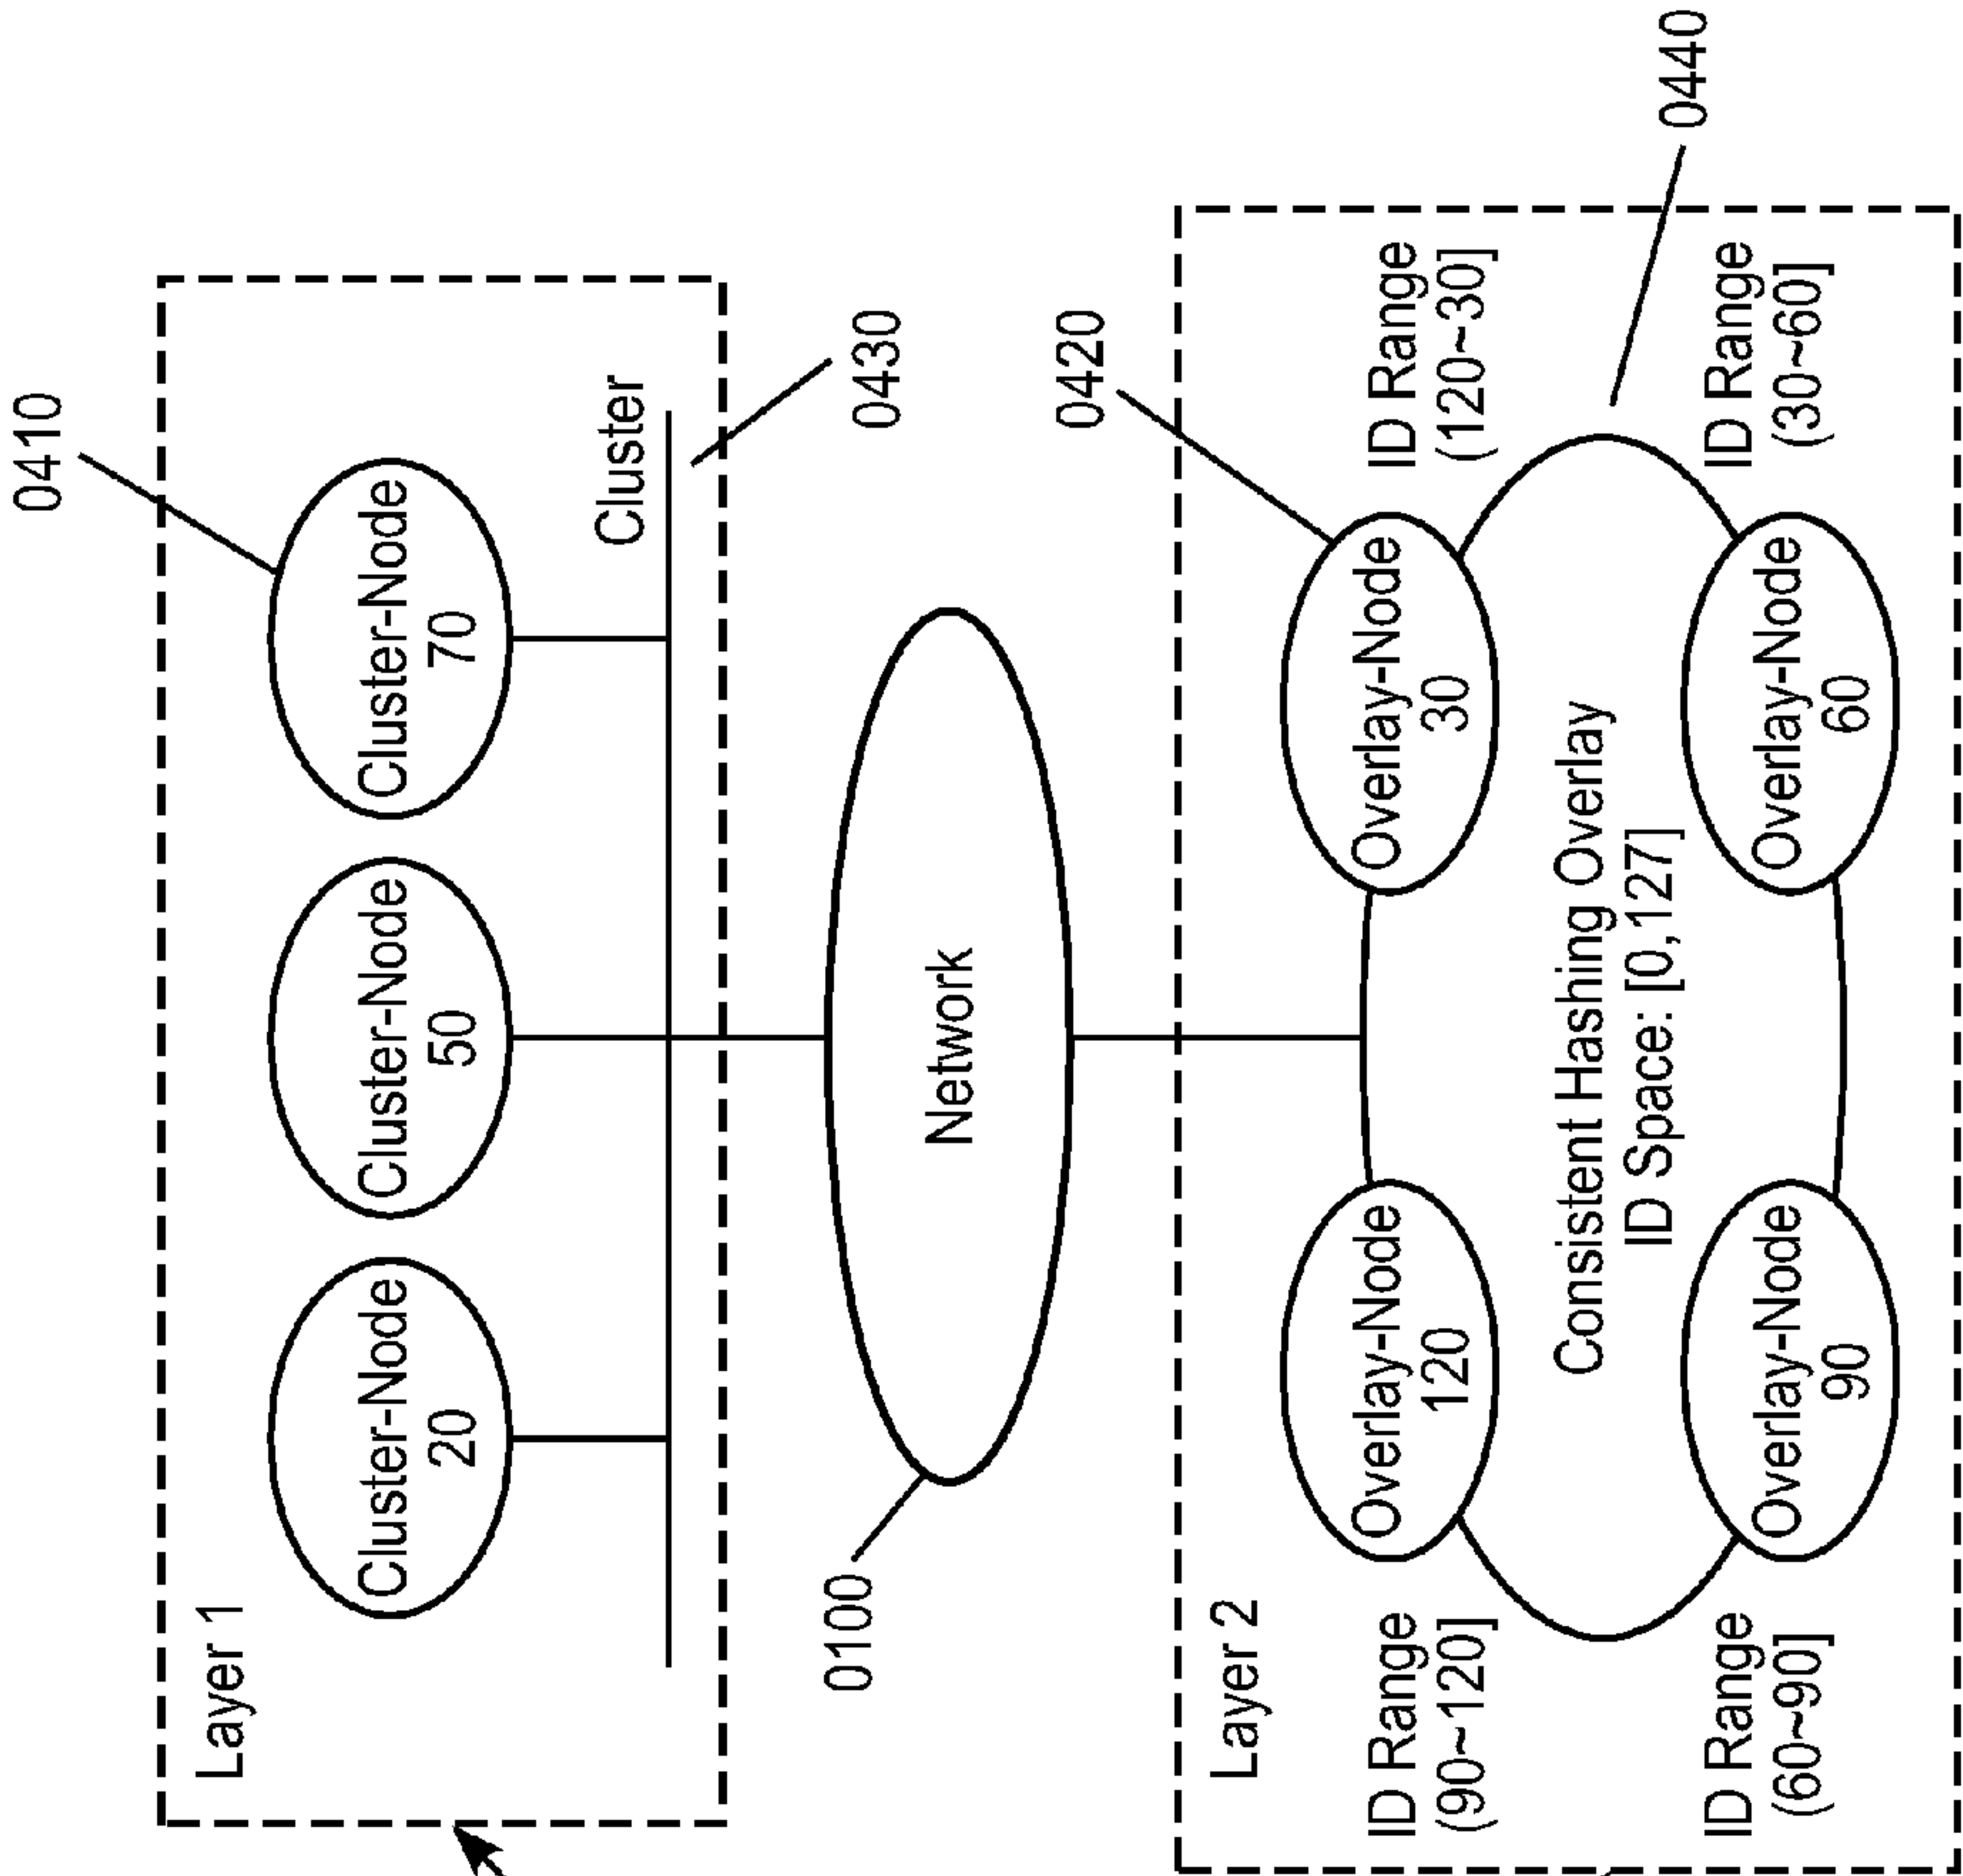 0410
Layer 1
Cluster-Node
20
Cluster-Node
50
Cluster-Node
70
Cluster
0430
0100
Network
0420
Layer 2
ID Range
(90~120]
Overlay-Node
120
Overlay-Node
30
ID Range
(120~30]
Consistent Hashing Overlay
ID Space: [0,127]
0440
ID Range
(60~90]
Overlay-Node
90
Overlay-Node
60
ID Range
(30~60]